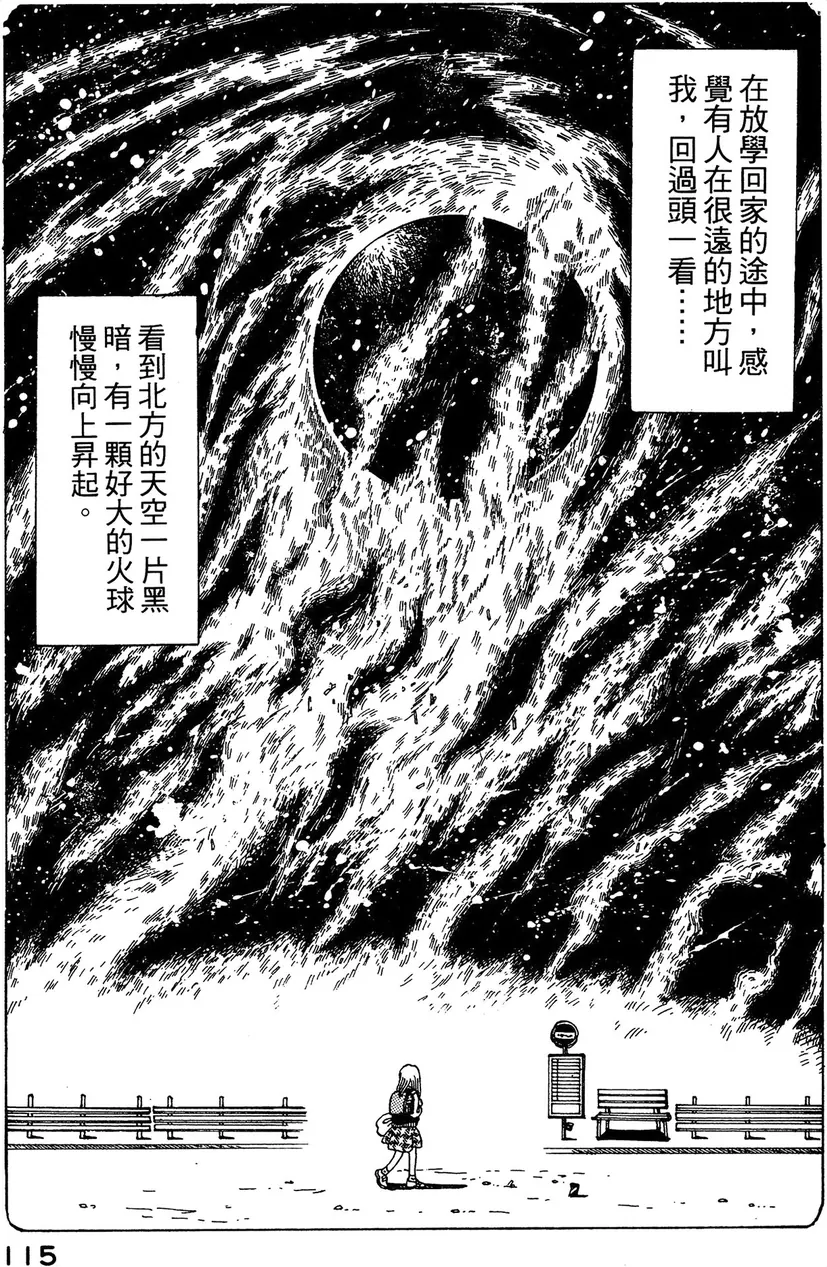 在放學回家的途中，感
覺有人在很遠的地方叫
我，回過頭一看……
看到北方的天空一片黑
暗，有一顆好大的火球
慢慢向上昇起。
115